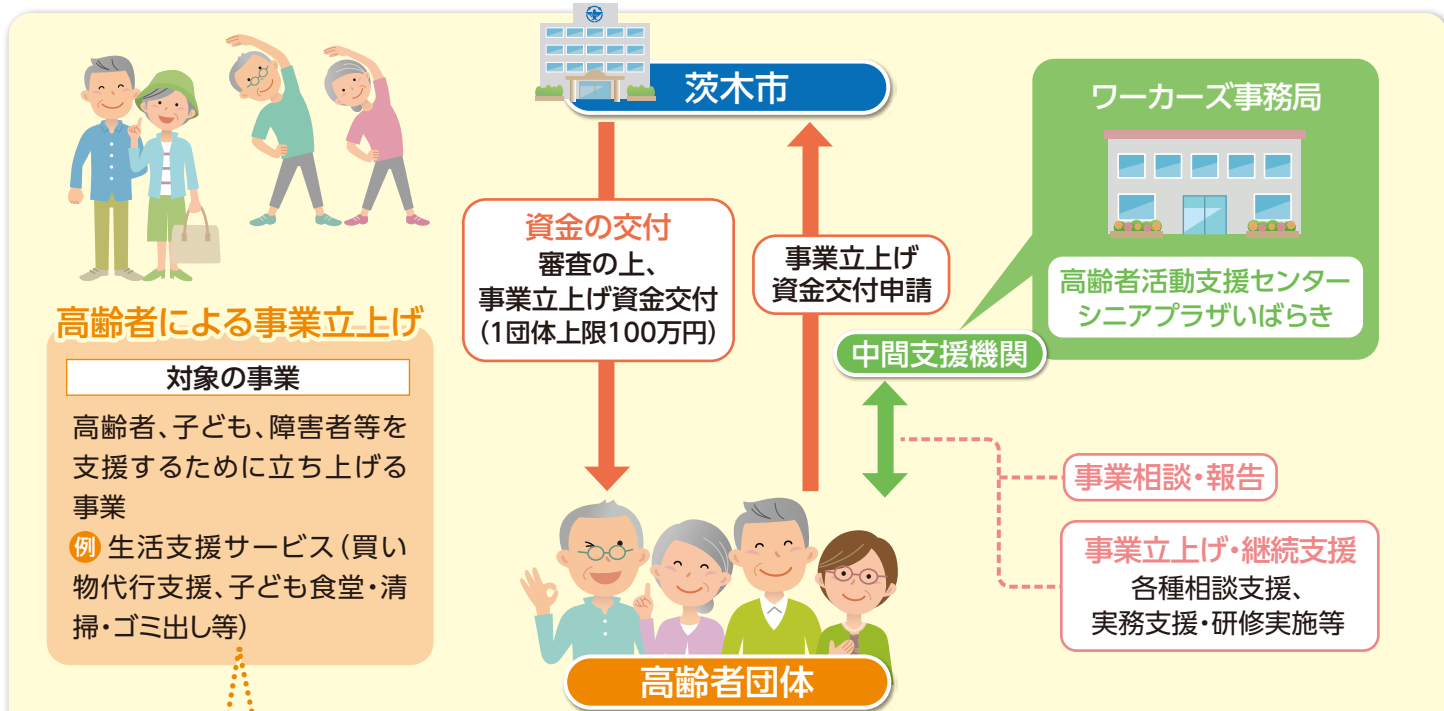 茨木市
ワーカーズ事務局
高齢者活動支援センター
シニアプラザいばらき
中間支援機関
資金の交付
審査の上、
事業立上げ資金交付
(1団体上限100万円)
事業立上げ
資金交付申請
高齢者による事業立上げ
対象の事業
高齢者、子ども、障害者等を
支援するために立ち上げる
事業
例 生活支援サービス(買い
物代行支援、子ども食堂・清
掃・ゴミ出し等)
事業相談・報告
事業立上げ・継続支援
各種相談支援、
実務支援・研修実施等
高齢者団体